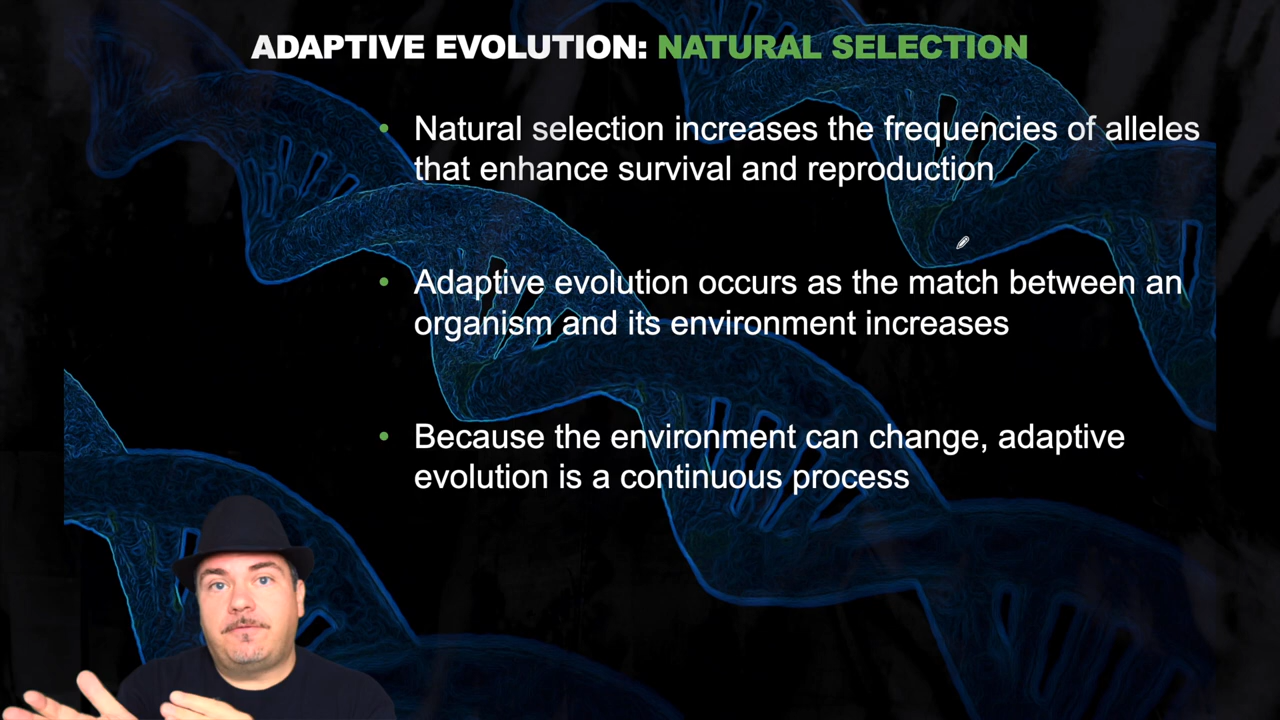 ADAPTIVE EVOLUTION: NATURAL SELECTION
• Natural selection increases the frequencies of alleles
that enhance survival and reproduction
• Adaptive evolution occurs as the match between an
organism and its environment increases
• Because the environment can change, adaptive
evolution is a continuous process